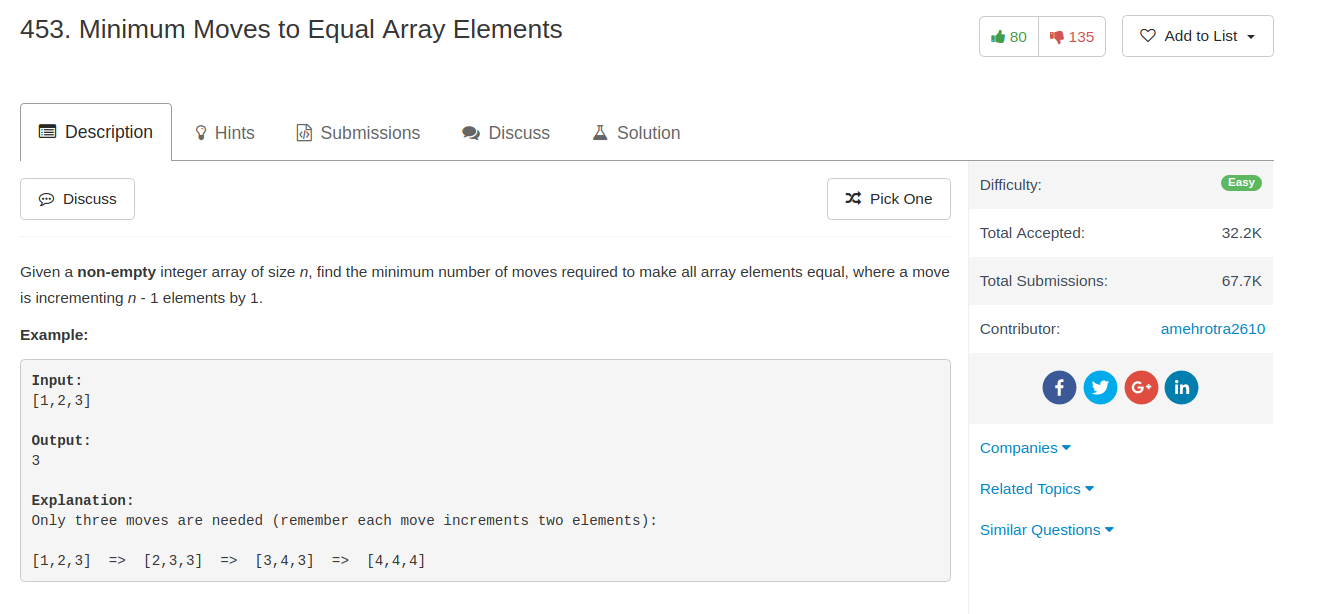 453. Minimum Moves to Equal Array Elements
80
135
Add to List
Description
Hints
Submissions
Discuss
Solution
Discuss
Pick One
Given a non-empty integer array of size n, find the minimum number of moves required to make all array elements equal, where a move
is incrementing n - 1 elements by 1.
Example:
Input:
[1,2,3]
Output:
3
Explanation:
Only three moves are needed (remember each move increments two elements):
[1,2,3]  =>  [2,3,3]  =>  [3,4,3]  =>  [4,4,4]
Difficulty: Easy
Total Accepted: 32.2K
Total Submissions: 67.7K
Contributor: amehrotra2610
f G+ in
Companies
Related Topics
Similar Questions